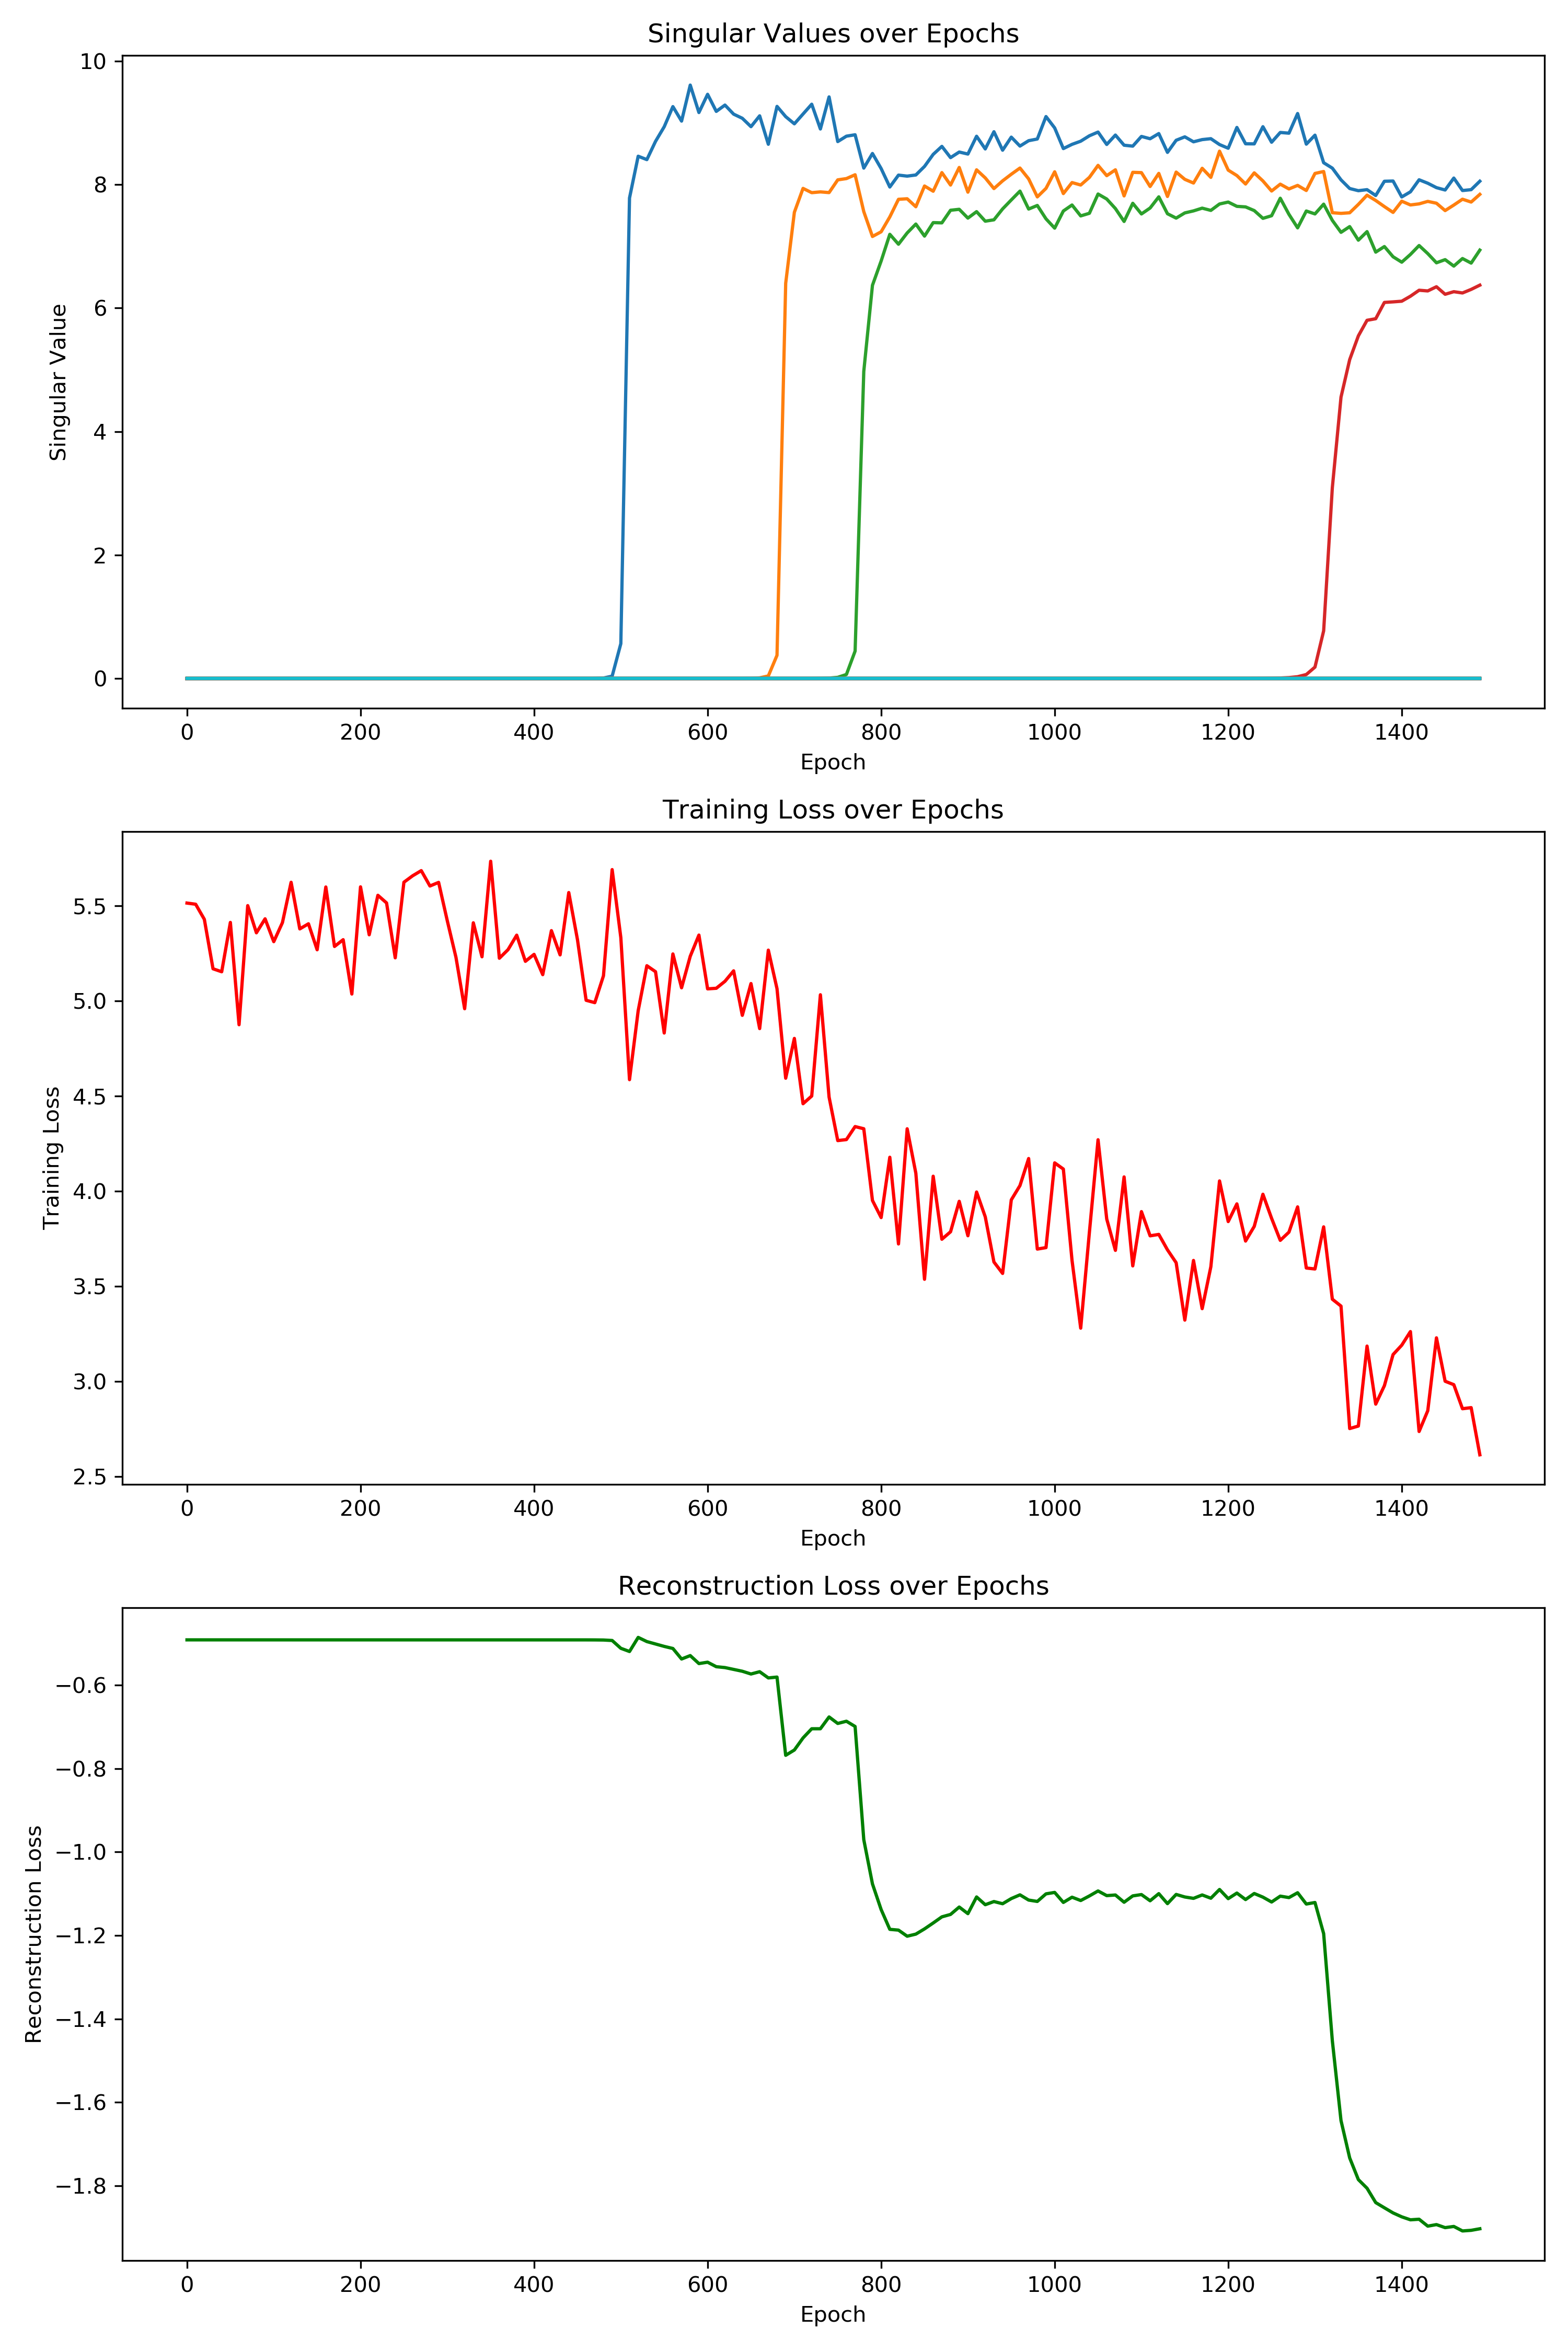 Singular Values over Epochs
10
8
6
4
2
0
Singular Value
0 200 400 600 800 1000 1200 1400
Epoch
Training Loss over Epochs
5.5
5.0
4.5
4.0
3.5
3.0
2.5
Training Loss
0 200 400 600 800 1000 1200 1400
Epoch
Reconstruction Loss over Epochs
−0.6
−0.8
−1.0
−1.2
−1.4
−1.6
−1.8
Reconstruction Loss
0 200 400 600 800 1000 1200 1400
Epoch